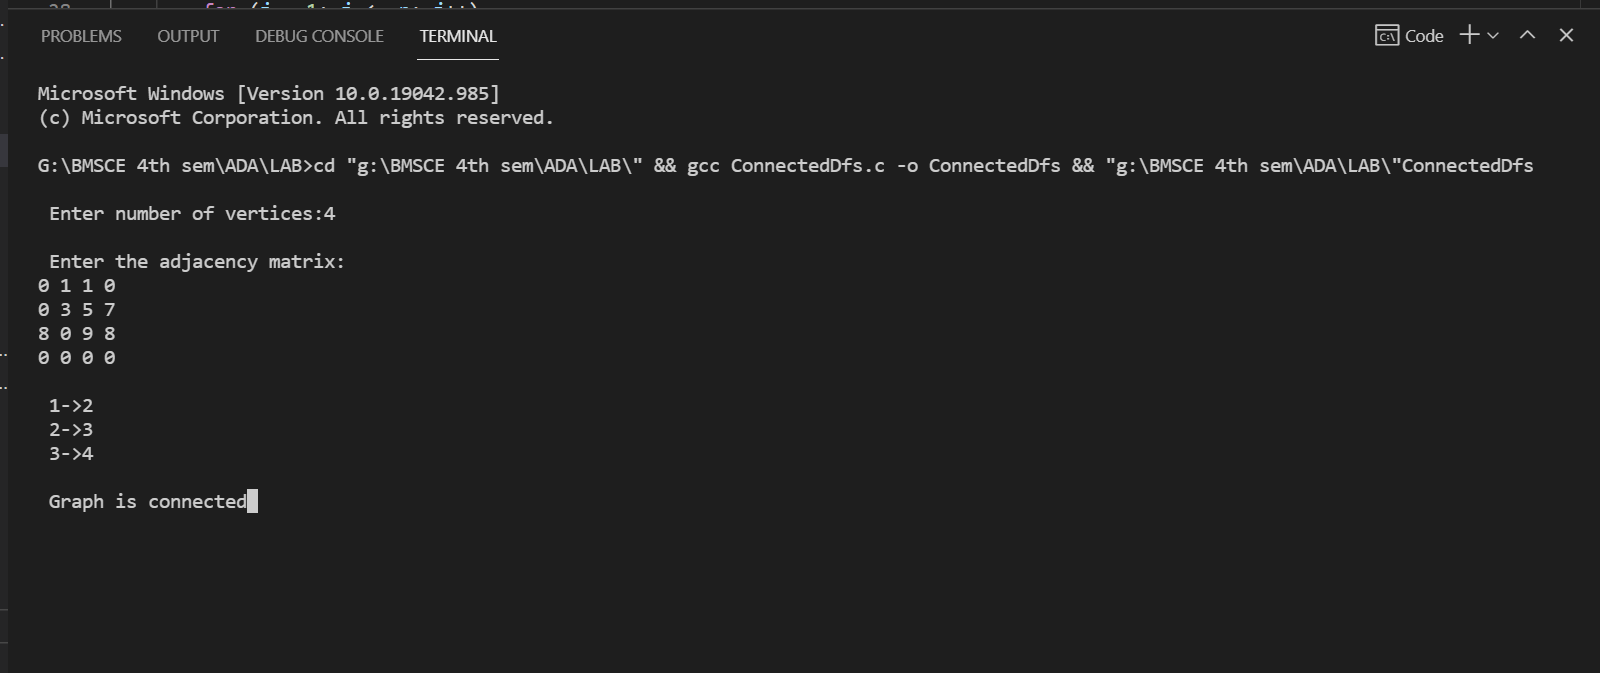 PROBLEMS OUTPUT DEBUG CONSOLE TERMINAL Code
Microsoft Windows [Version 10.0.19042.985]
(c) Microsoft Corporation. All rights reserved.
G:\BMSCE 4th sem\ADA\LAB>cd "g:\BMSCE 4th sem\ADA\LAB\" && gcc ConnectedDfs.c -o ConnectedDfs && "g:\BMSCE 4th sem\ADA\LAB\"ConnectedDfs
Enter number of vertices:4
Enter the adjacency matrix:
0 1 1 0
0 3 5 7
8 0 9 8
0 0 0 0
1->2
2->3
3->4
Graph is connected